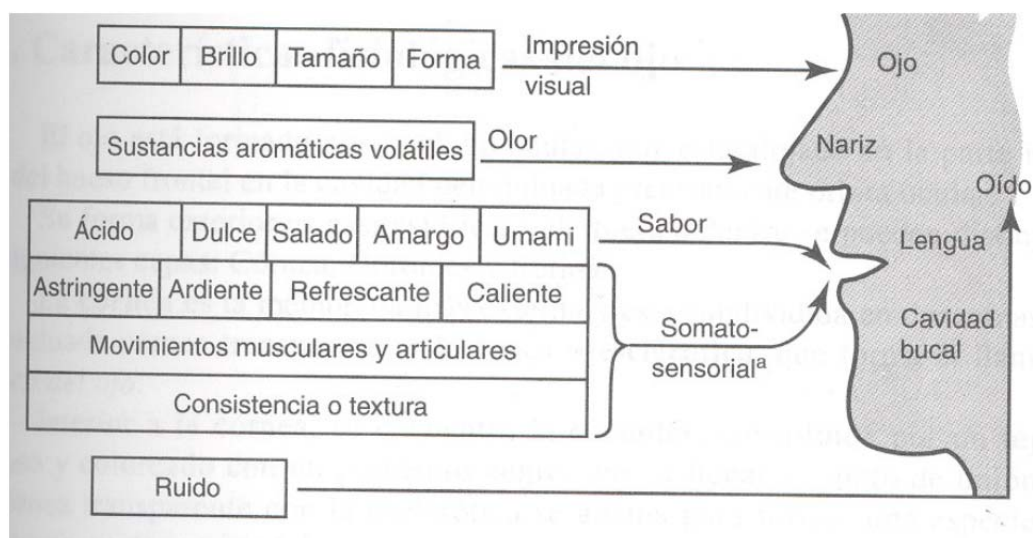 Color Brillo Tamaño Forma
Impresión
visual
Ojo
Sustancias aromáticas volátiles
Olor
Nariz
Oído
Ácido Dulce Salado Amargo Umami
Sabor
Lengua
Astringente Ardiente Refrescante Caliente
Movimientos musculares y articulares
Consistencia o textura
Somato-
sensorialª
Cavidad
bucal
Ruido